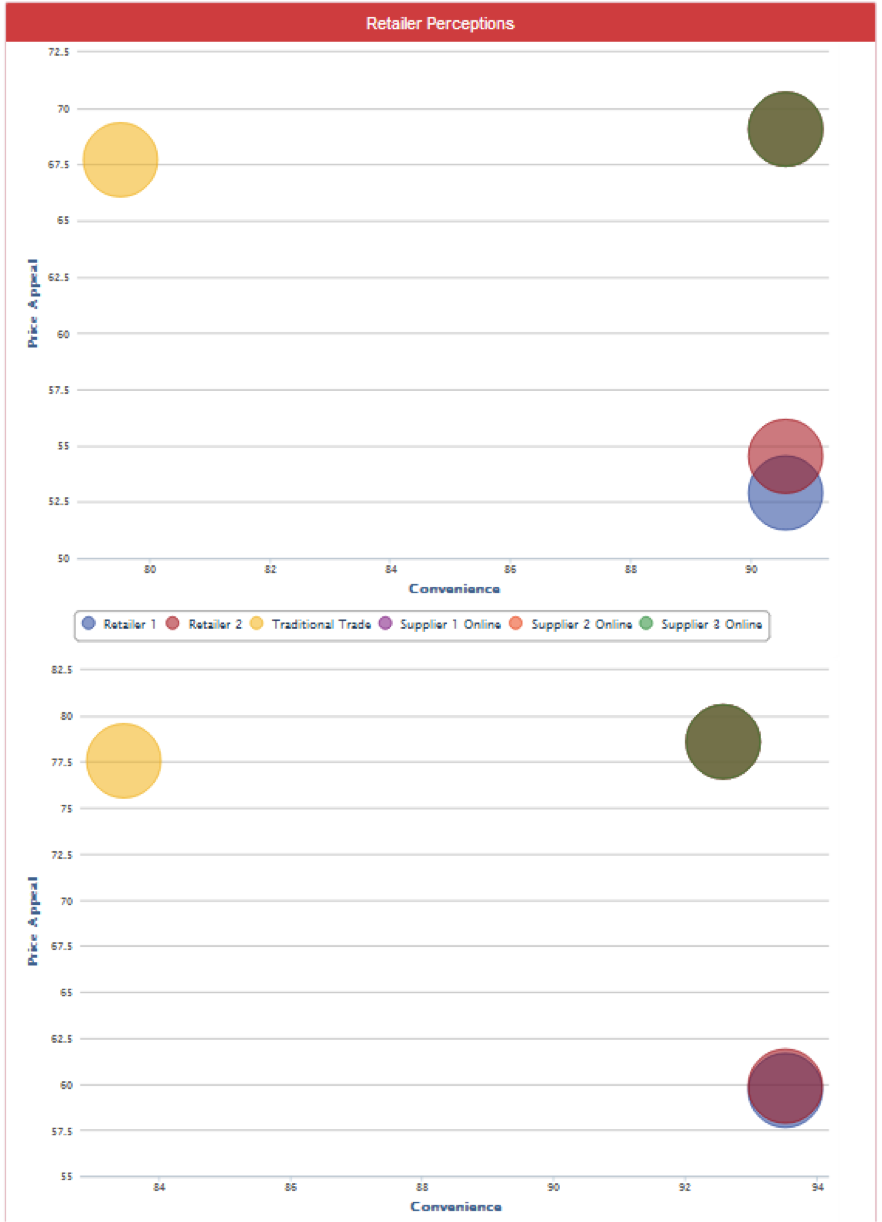 Retailer Perceptions
72.5
70
67.5
65
62.5
60
57.5
55
52.5
50
Price Appeal
80 82 84 86 88 90
Convenience
Retailer 1 Retailer 2 Traditional Trade Supplier 1 Online Supplier 2 Online Supplier 3 Online
82.5
80
77.5
75
72.5
70
67.5
65
62.5
60
57.5
55
Price Appeal
84 86 88 90 92 94
Convenience